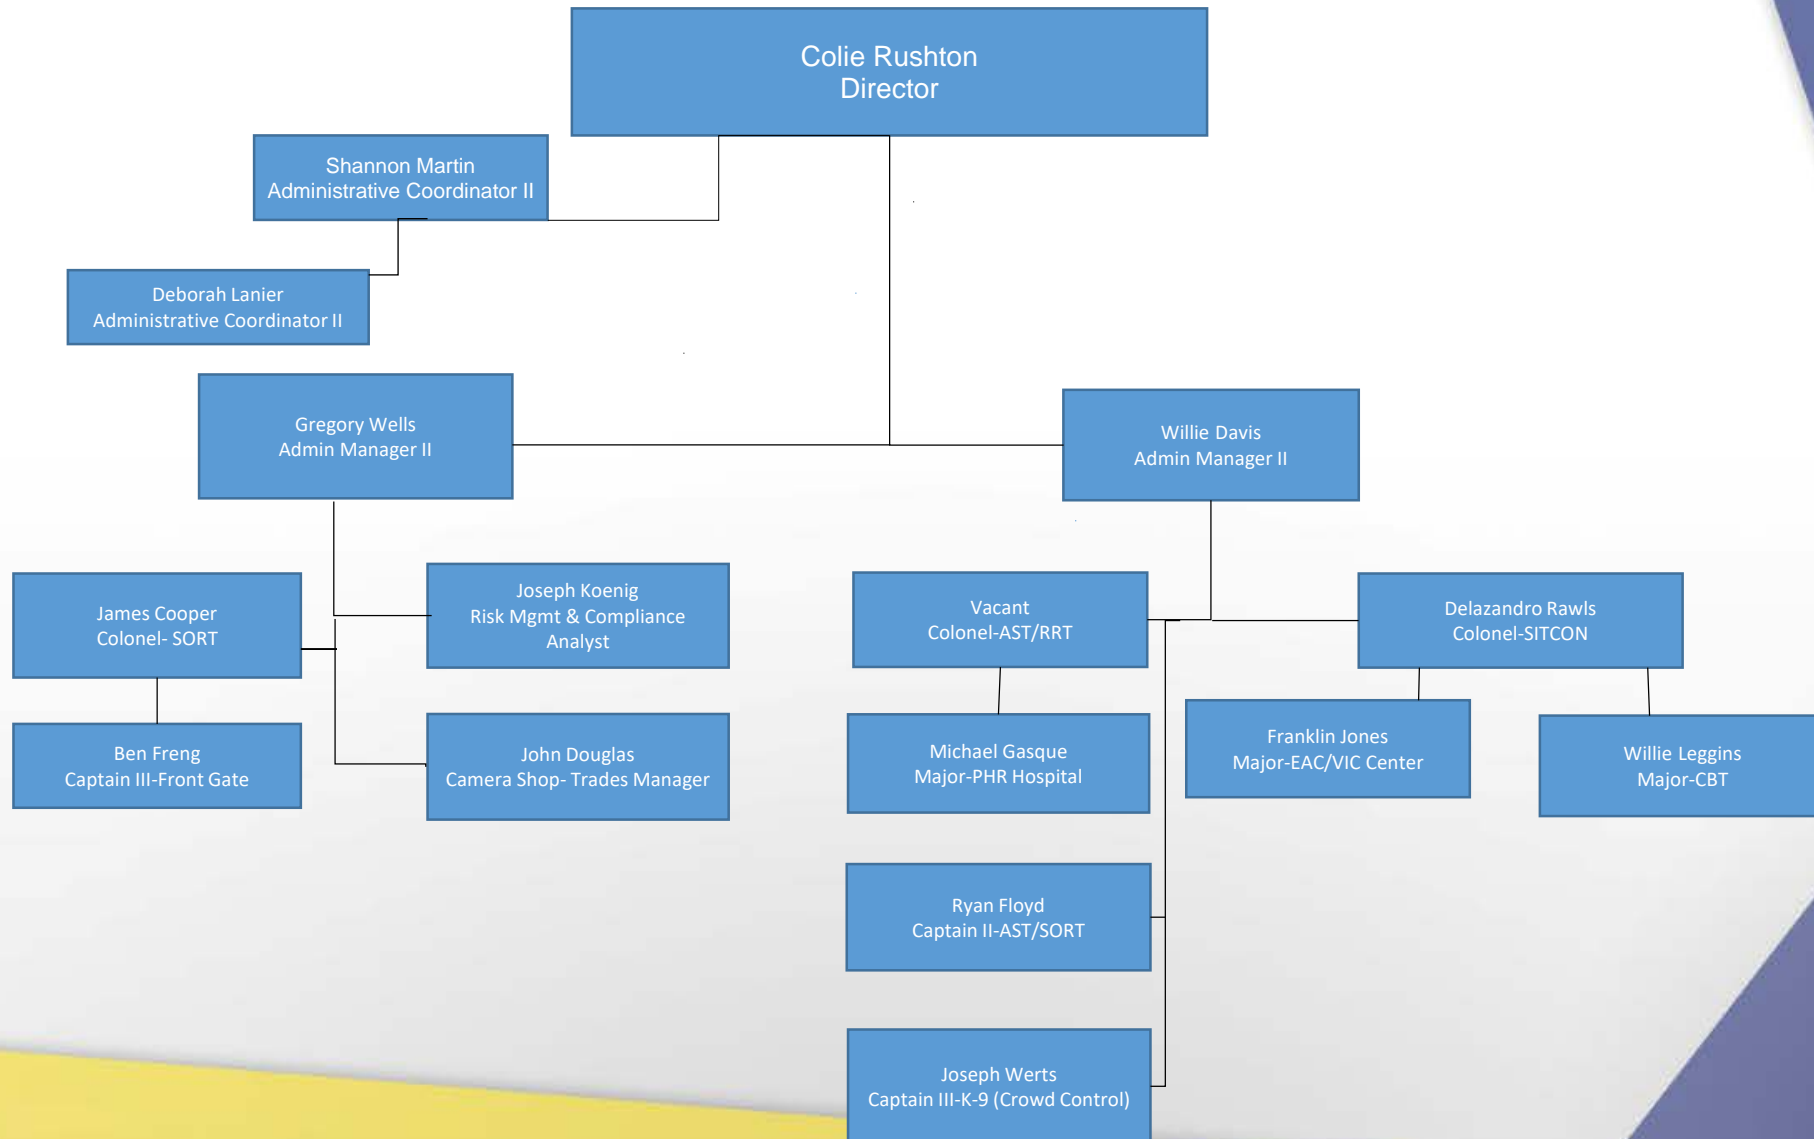 Colie Rushton
Director
Shannon Martin
Administrative Coordinator II
Deborah Lanier
Administrative Coordinator II
Gregory Wells
Admin Manager II
Willie Davis
Admin Manager II
James Cooper
Colonel- SORT
Joseph Koenig
Risk Mgmt & Compliance
Analyst
Vacant
Colonel-AST/RRT
Delazandro Rawls
Colonel-SITCON
Ben Freng
Captain III-Front Gate
John Douglas
Camera Shop- Trades Manager
Michael Gasque
Major-PHR Hospital
Franklin Jones
Major-EAC/VIC Center
Willie Leggins
Major-CBT
Ryan Floyd
Captain II-AST/SORT
Joseph Werts
Captain III-K-9 (Crowd Control)